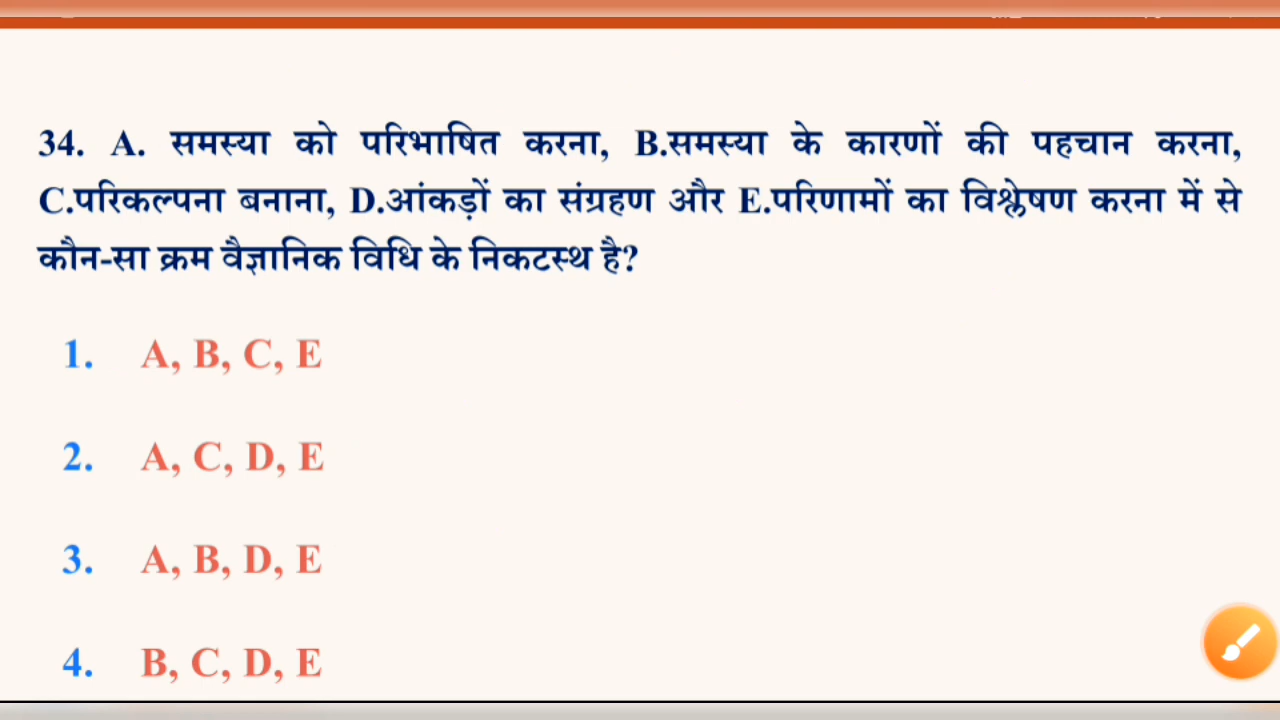 34. A. समस्या को परिभाषित करना, B.समस्या के कारणों की पहचान करना,
C.परिकल्पना बनाना, D.आंकड़ों का संग्रहण और E.परिणामों का विश्लेषण करना में से
कौन-सा क्रम वैज्ञानिक विधि के निकटस्थ है?
1. A, B, C, E
2. A, C, D, E
3. A, B, D, E
4. B, C, D, E